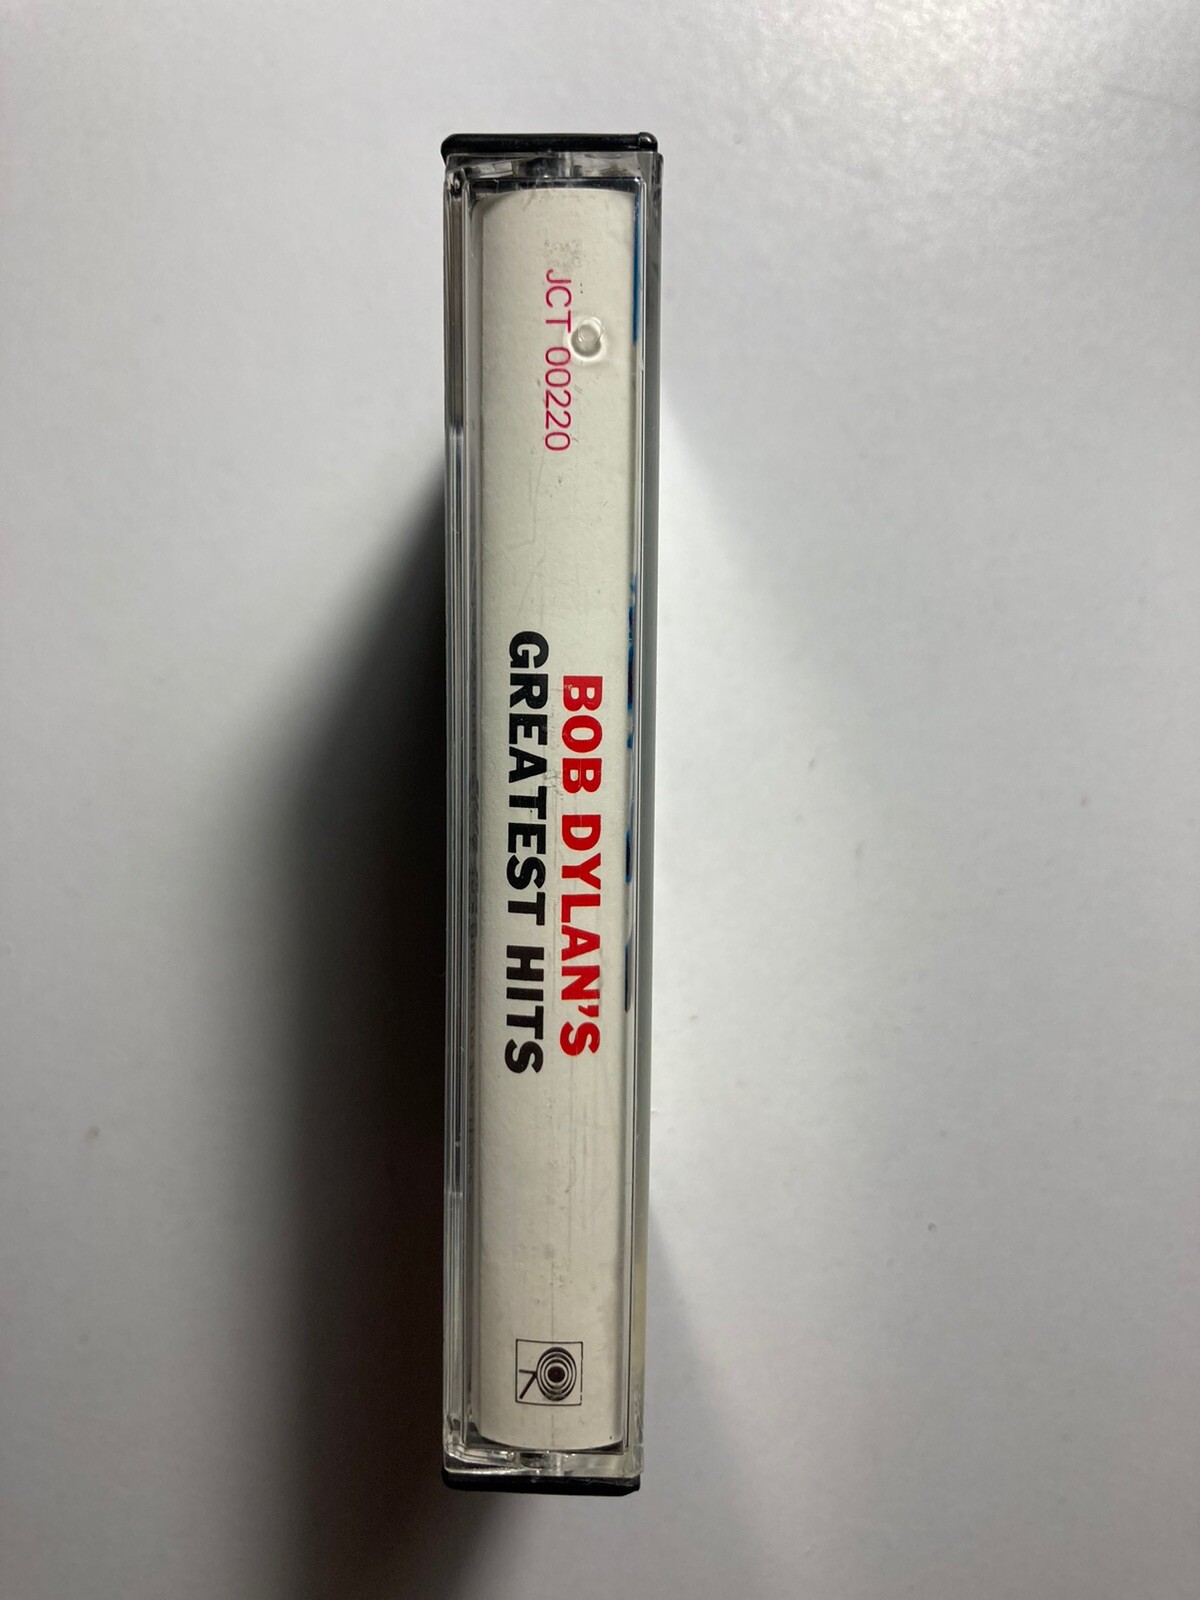 JCT 00220
BOB DYLAN'S
GREATEST HITS